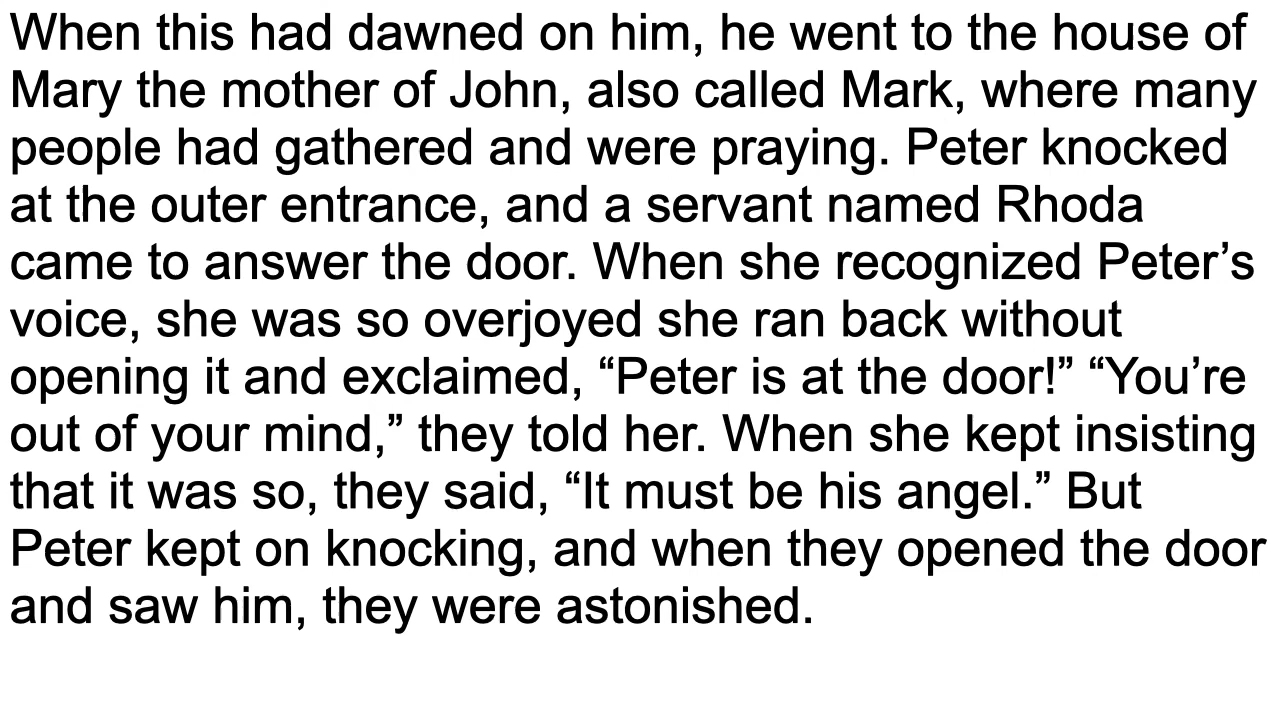 When this had dawned on him, he went to the house of
Mary the mother of John, also called Mark, where many
people had gathered and were praying. Peter knocked
at the outer entrance, and a servant named Rhoda
came to answer the door. When she recognized Peter’s
voice, she was so overjoyed she ran back without
opening it and exclaimed, “Peter is at the door!” “You’re
out of your mind,” they told her. When she kept insisting
that it was so, they said, “It must be his angel.” But
Peter kept on knocking, and when they opened the door
and saw him, they were astonished.